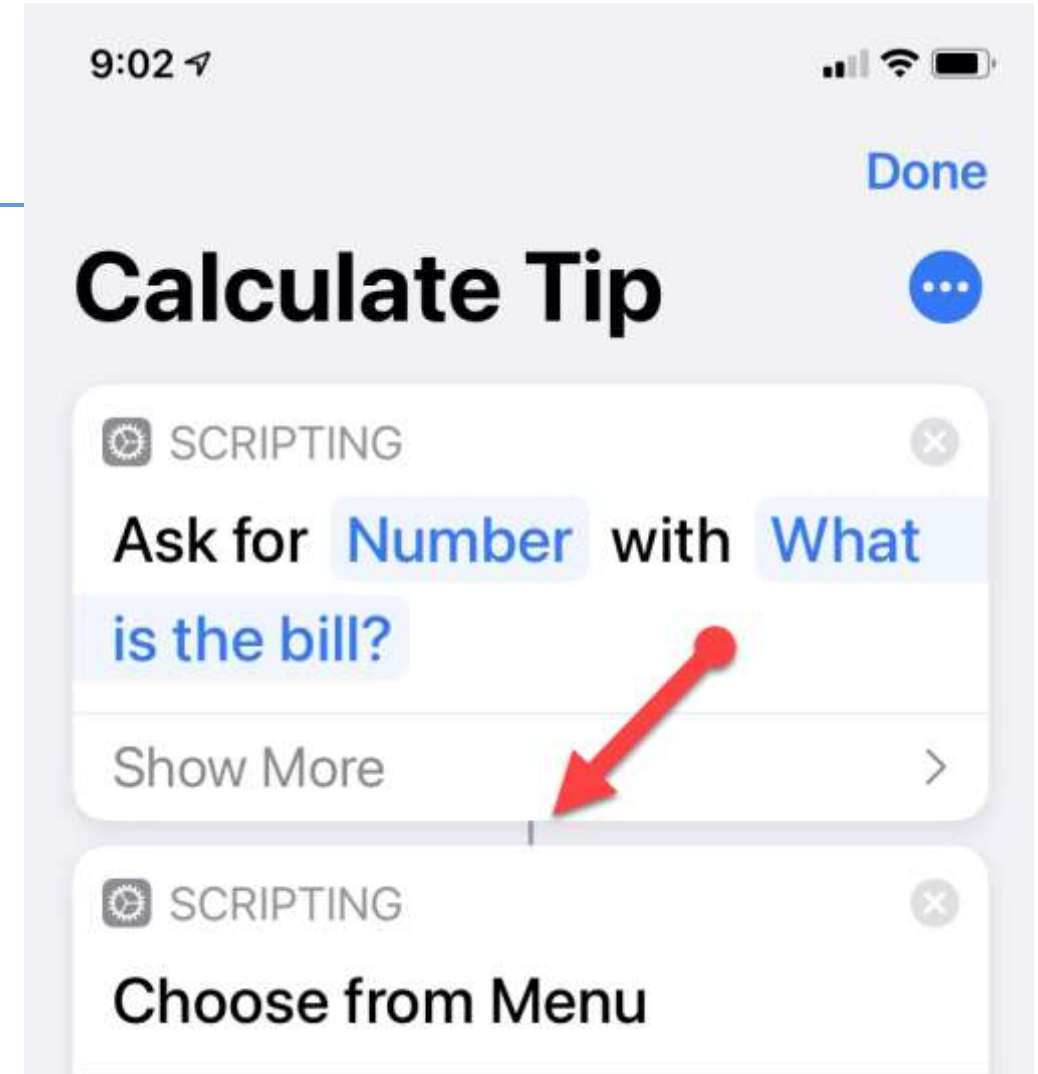 9:02
Done
Calculate Tip
SCRIPTING
Ask for Number with What
is the bill?
Show More
SCRIPTING
Choose from Menu